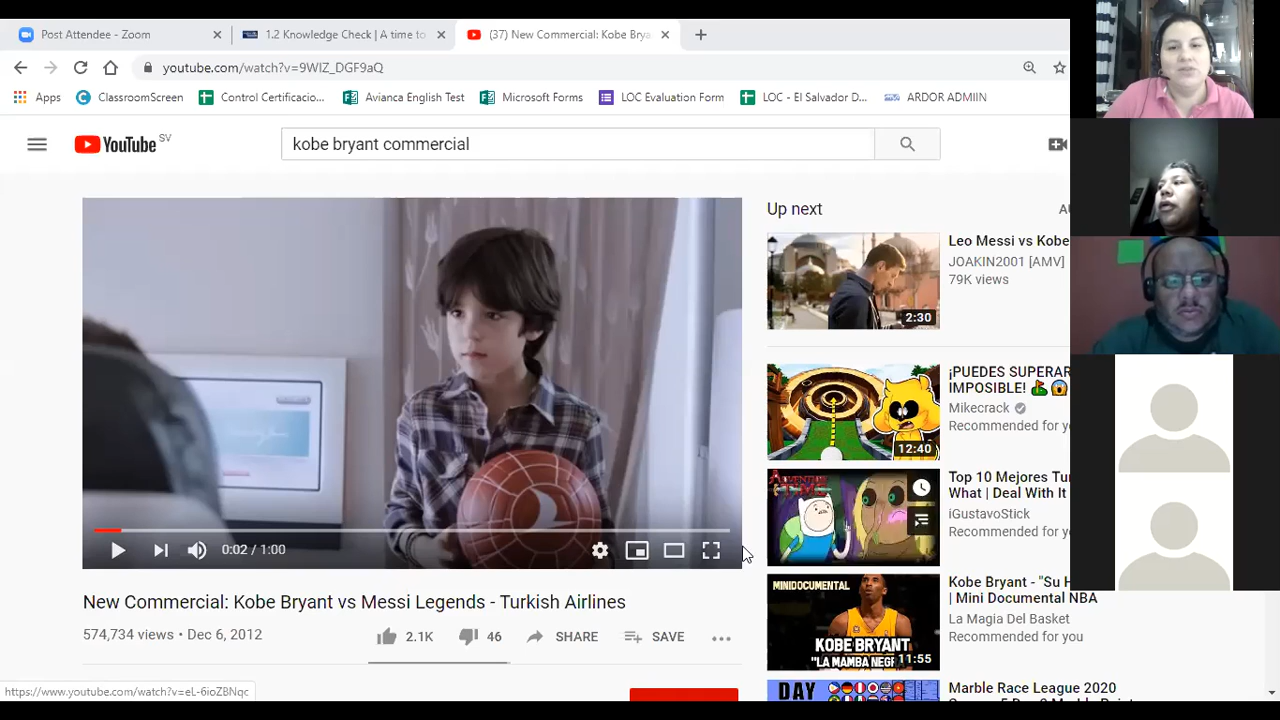 Post Attendee - Zoom
1.2 Knowledge Check | A time to
(37) New Commercial: Kobe Brya
youtube.com/watch?v=9WIZ_DGF9aQ
Apps
ClassroomScreen
Control Certificacio...
Avianca English Test
Microsoft Forms
LOC Evaluation Form
LOC - El Salvador D...
ARDOR ADMIIN
YouTube SV
kobe bryant commercial
Up next
AU
Leo Messi vs Kobe
JOAKIN2001 [AMV]
79K views
2:30
¡PUEDES SUPERAR
IMPOSIBLE! ⛳😱
Mikecrack
Recommended for yo
12:40
Top 10 Mejores Tur
What | Deal With It
iGustavoStick
Recommended for yo
0:02 / 1:00
New Commercial: Kobe Bryant vs Messi Legends - Turkish Airlines
574,734 views • Dec 6, 2012
2.1K
46
SHARE
SAVE
MINIDOCUMENTAL
KOBE BRYANT
"LA MAMBA NEG
11:55
Kobe Bryant - "Su H
| Mini Documental NBA
La Magia Del Basket
Recommended for you
DAY
Marble Race League 2020
https://www.youtube.com/watch?v=eL-6ioZBNqc